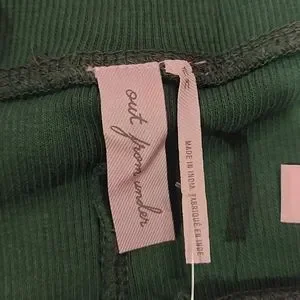 out from under
MADE IN INDIA. FABRIQUÉ EN INDE